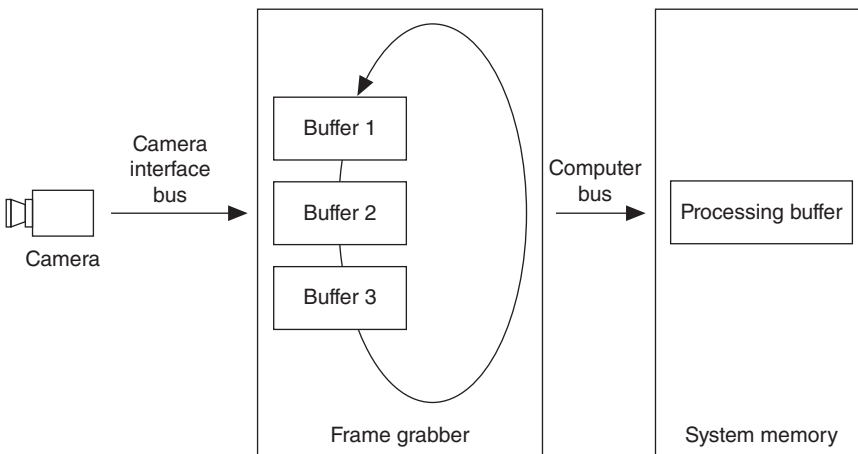 Camera
interface
bus
Camera
Buffer 1
Buffer 2
Buffer 3
Frame grabber
Computer
bus
Processing buffer
System memory